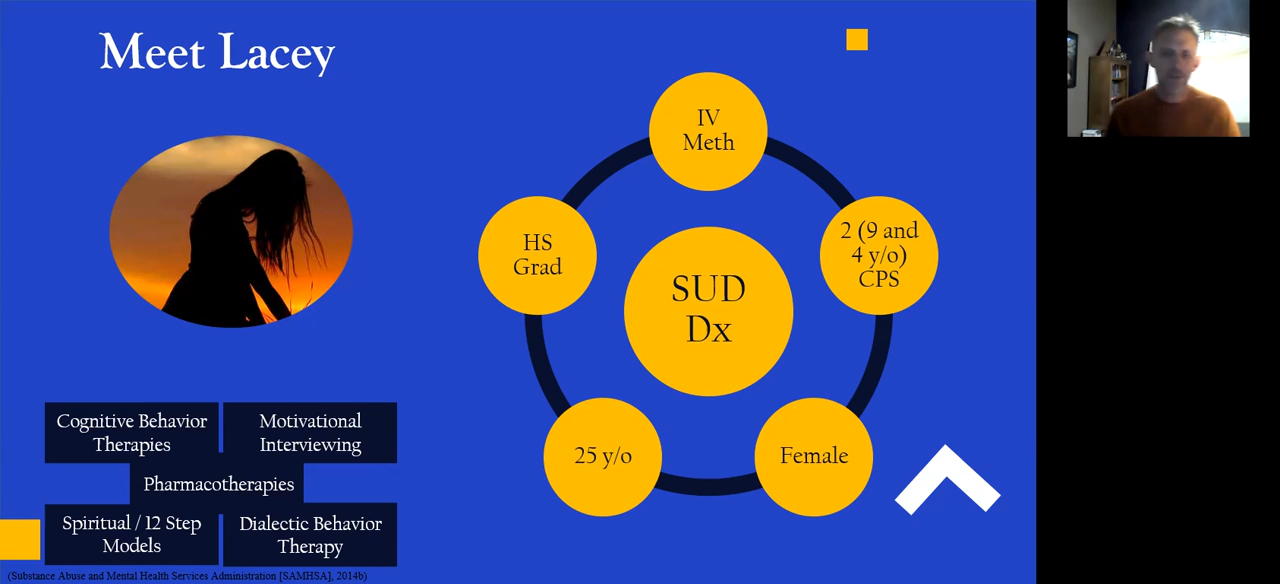 Meet Lacey
IV
Meth
2 (9 and
4 y/o)
CPS
HS
Grad
SUD
Dx
25 y/o
Female
Cognitive Behavior
Therapies
Motivational
Interviewing
Pharmacotherapies
Spiritual / 12 Step
Models
Dialectic Behavior
Therapy
(Substance Abuse and Mental Health Services Administration [SAMHSA], 2014b)